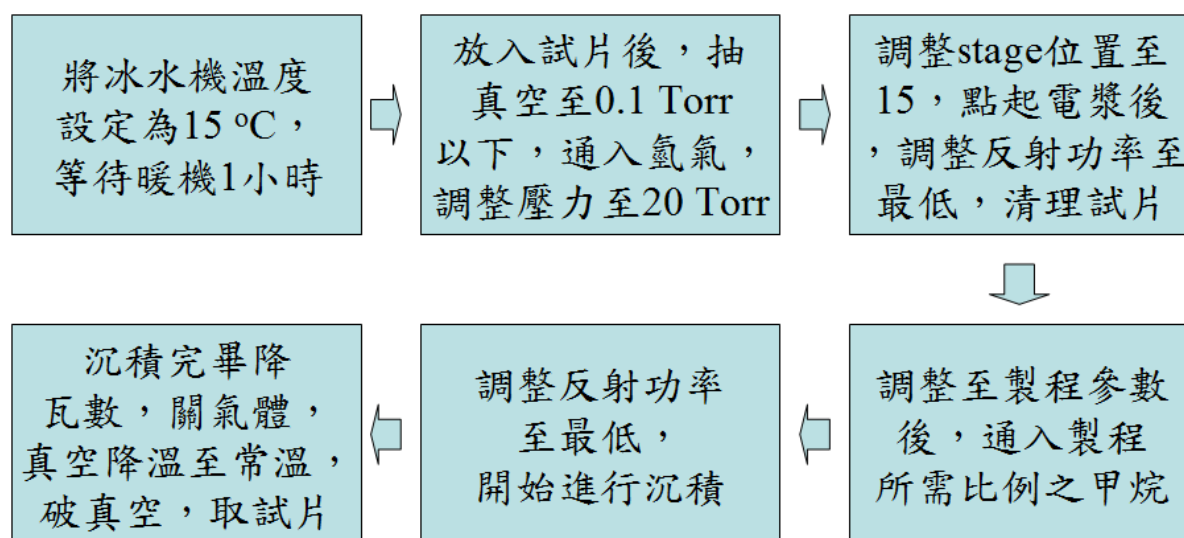 將冰水機溫度
設定為15 ºC，
等待暖機1小時
放入試片後，抽
真空至0.1 Torr
以下，通入氫氣，
調整壓力至20 Torr
調整stage位置至
15，點起電漿後
，調整反射功率至
最低，清理試片
調整至製程參數
後，通入製程
所需比例之甲烷
調整反射功率
至最低，
開始進行沉積
沉積完畢降
瓦數，關氣體，
真空降溫至常溫，
破真空，取試片